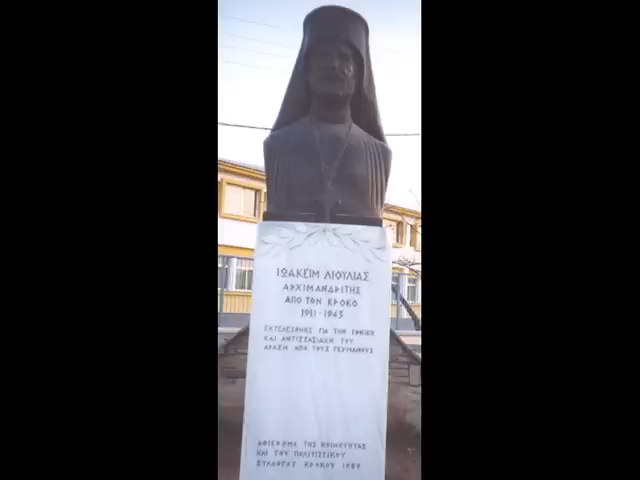 ΙΩΑΚΕΙΜ ΛΙΟΥΛΙΑΣ
ΑΡΧΙΜΑΝΔΡΙΤΗΣ
ΑΠΟ ΤΟΝ ΚΡΟΚΟ
1911-1943
ΕΚΤΕΛΕΣΘΗΚΕ ΓΙΑ ΤΗΝ ΕΘΝΙΚΗ
ΚΑΙ ΑΝΤΙΣΤΑΣΙΑΚΗ ΤΟΥ
ΔΡΑΣΗ ΑΠΟ ΤΟΥΣ ΓΕΡΜΑΝΟΥΣ
ΑΦΙΕΡΩΜΑ ΤΗΣ ΚΟΙΝΟΤΗΤΑΣ
ΚΑΙ ΤΟΥ ΠΟΛΙΤΙΣΤΙΚΟΥ
ΣΥΛΛΟΓΟΥ ΚΡΟΚΟΥ 1989